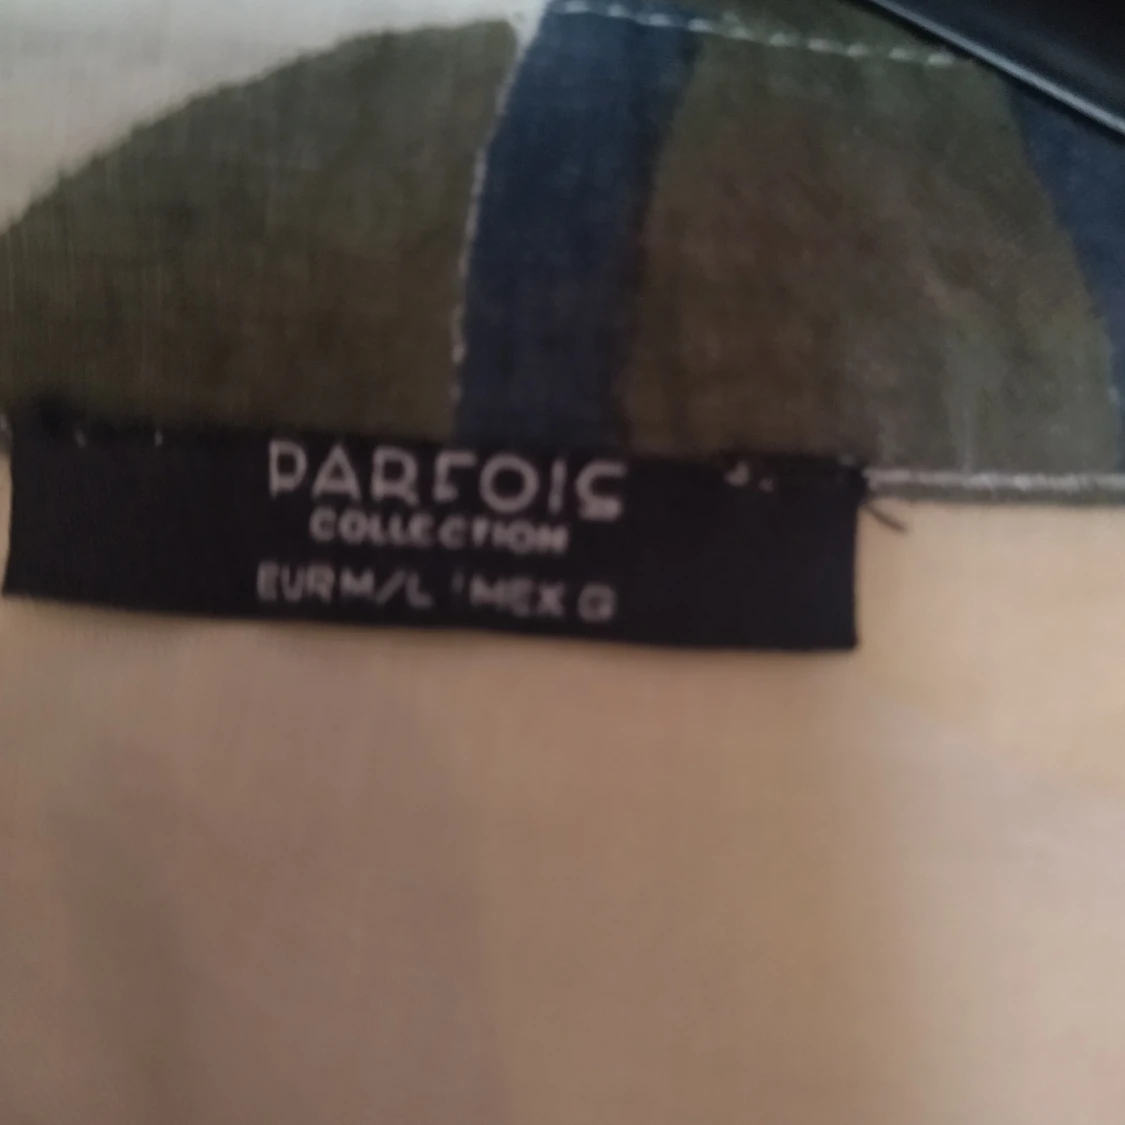 PARFOIS
COLLECTION
EUR M/L | MEX G